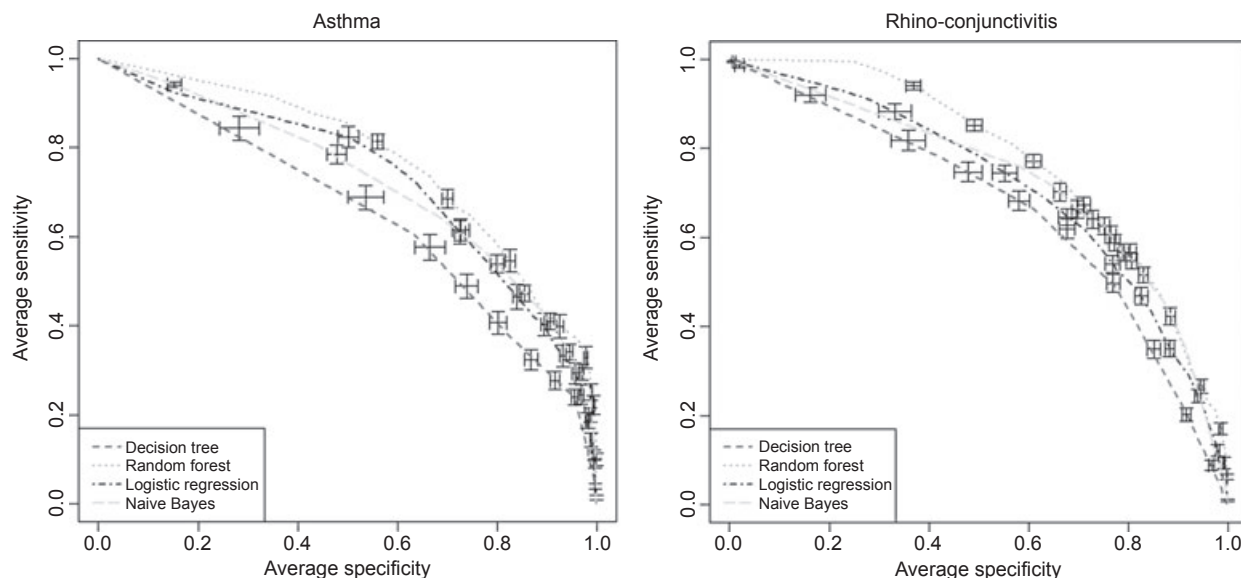 Asthma
Average sensitivity
1.0
0.8
0.6
0.4
0.2
0.0
Decision tree
Random forest
Logistic regression
Naive Bayes
0.0 0.2 0.4 0.6 0.8 1.0
Average specificity
Rhino-conjunctivitis
Average sensitivity
1.0
0.8
0.6
0.4
0.2
0.0
Decision tree
Random forest
Logistic regression
Naive Bayes
0.0 0.2 0.4 0.6 0.8 1.0
Average specificity